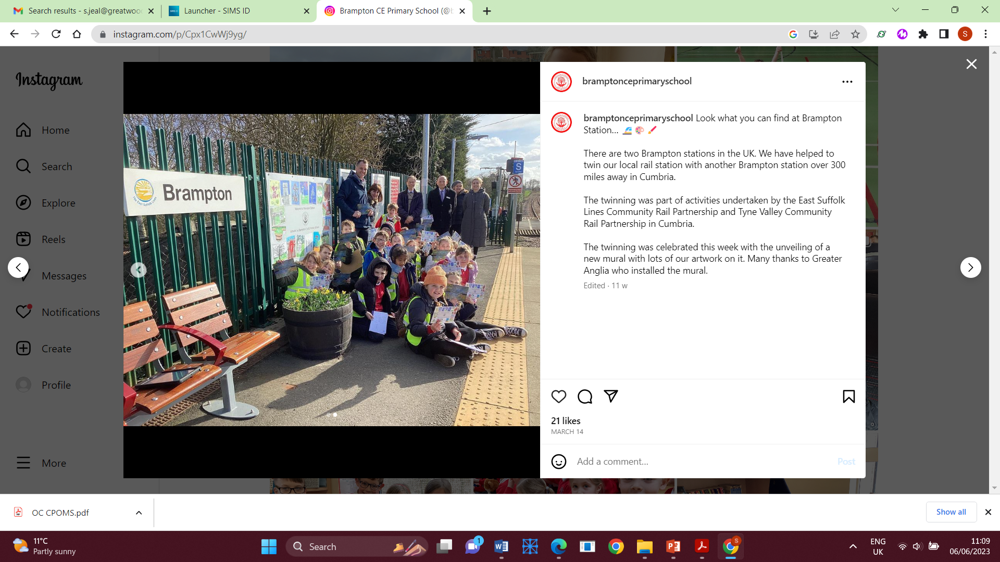 Search results - s.jeal@greatwoo
Launcher - SIMS ID
Brampton CE Primary School (@b
instagram.com/p/Cpx1CwWj9yg/
S
Instagram
Home
Search
Explore
Reels
Messages
Notifications
Create
Profile
More
Brampton
S
bramptonceprimaryschool
bramptonceprimaryschool Look what you can find at Brampton
Station...
There are two Brampton stations in the UK. We have helped to
twin our local rail station with another Brampton station over 300
miles away in Cumbria.
The twinning was part of activities undertaken by the East Suffolk
Lines Community Rail Partnership and Tyne Valley Community
Rail Partnership in Cumbria.
The twinning was celebrated this week with the unveiling of a
new mural with lots of our artwork on it. Many thanks to Greater
Anglia who installed the mural.
Edited · 11 w
21 likes
MARCH 14
Add a comment...
Post
OC CPOMS.pdf
Show all
11°C
Partly sunny
Search
1
S
ENG
UK
11:09
06/06/2023